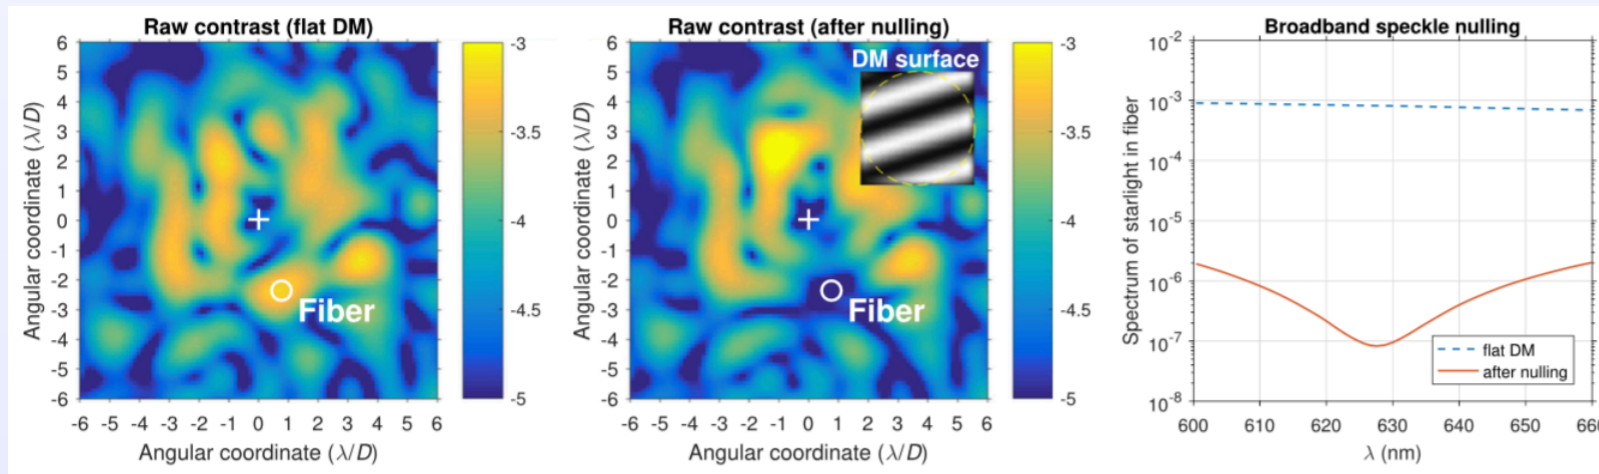 Raw contrast (flat DM)
6
5
4
3
2
1
0
-1
-2
-3
-4
-5
-6
-6 -5 -4 -3 -2 -1 0 1 2 3 4 5 6
Angular coordinate (λ/D)
Angular coordinate (λ/D)
Fiber
-3
-3.5
-4
-4.5
-5
Raw contrast (after nulling)
6
5
4
3
2
1
0
-1
-2
-3
-4
-5
-6
-6 -5 -4 -3 -2 -1 0 1 2 3 4 5 6
Angular coordinate (λ/D)
Angular coordinate (λ/D)
DM surface
Fiber
-3
-3.5
-4
-4.5
-5
Broadband speckle nulling
Spectrum of starlight in fiber
10-2
10-3
10-4
10-5
10-6
10-7
10-8
600 610 620 630 640 650 660
λ (nm)
flat DM
after nulling